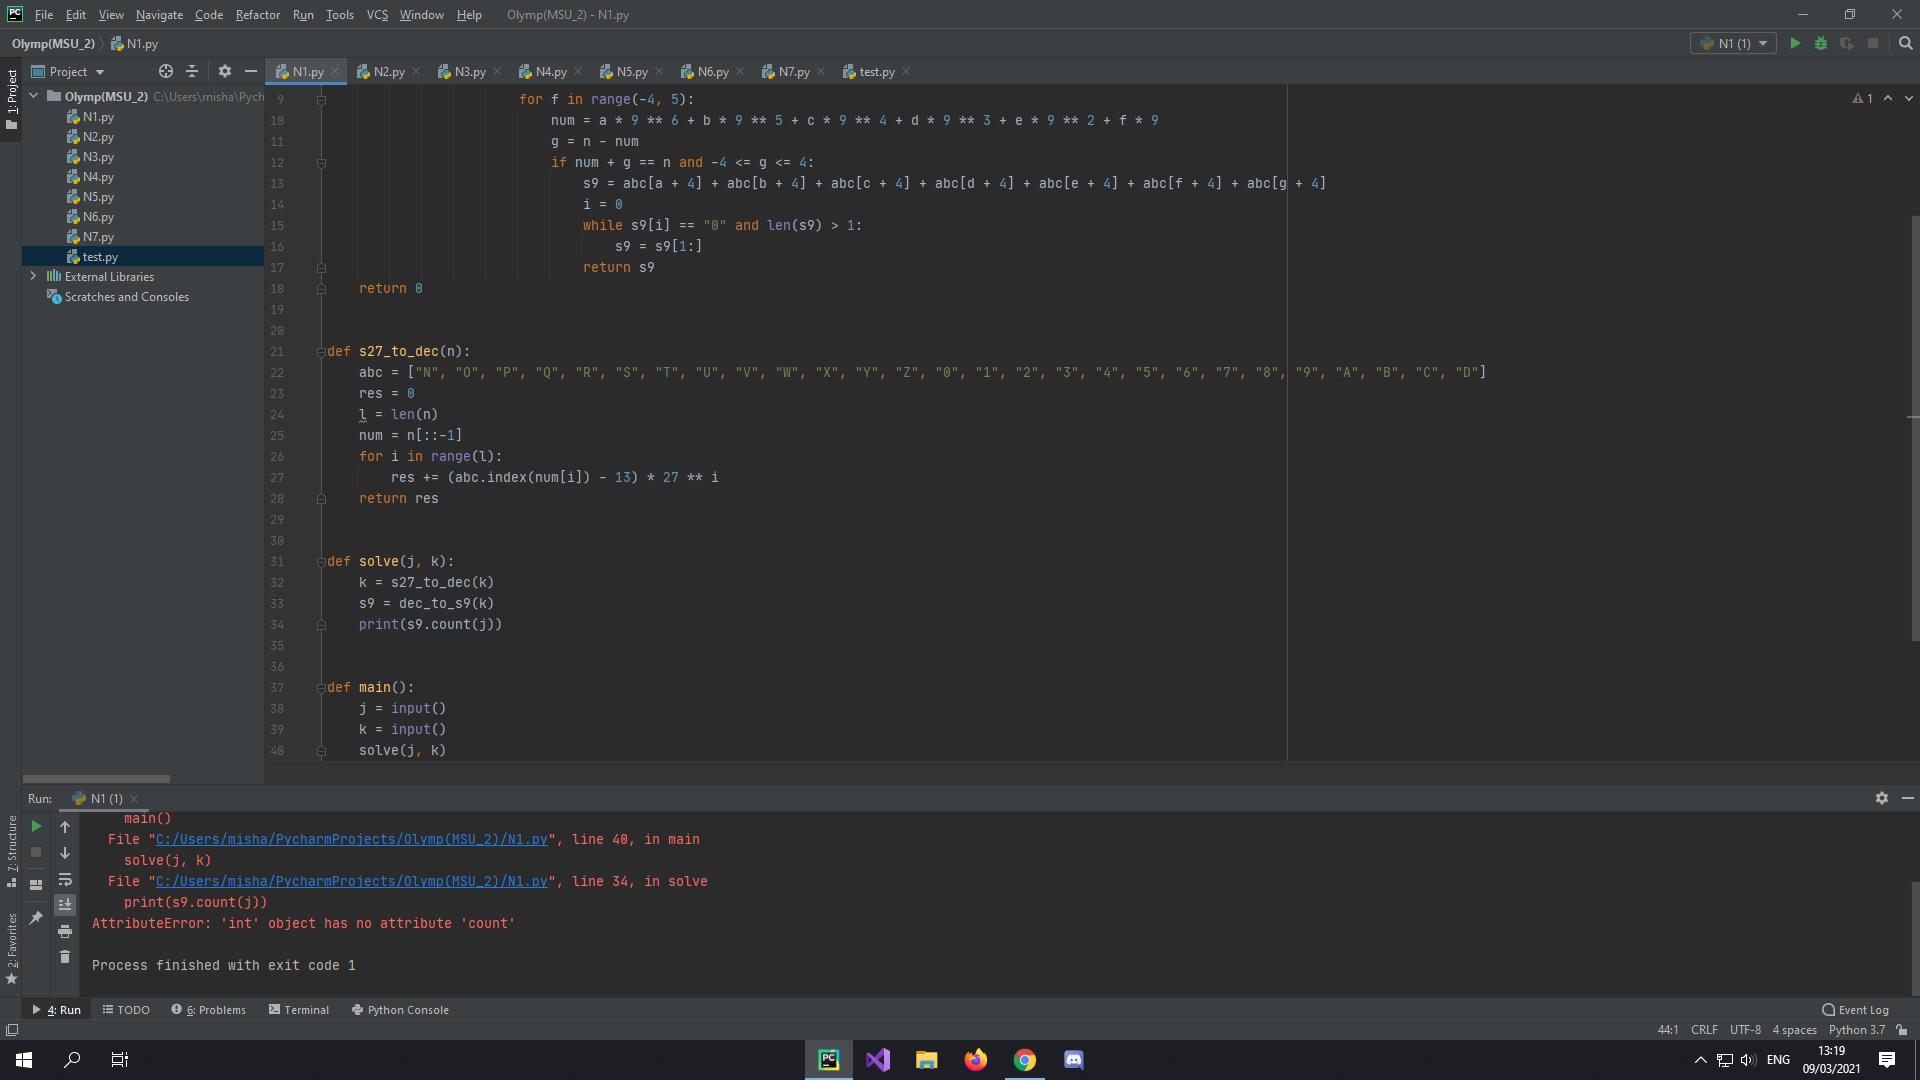 PC File Edit View Navigate Code Refactor Run Tools VCS Window Help Olymp(MSU_2) - N1.py
Olymp(MSU_2) N1.py N1 (1)
1: Project
Project
N1.py N2.py N3.py N4.py N5.py N6.py N7.py test.py
Olymp(MSU_2) C:\Users\misha\Pych
N1.py
N2.py
N3.py
N4.py
N5.py
N6.py
N7.py
test.py
External Libraries
Scratches and Consoles
1
9 for f in range(-4, 5):
10 num = a * 9 ** 6 + b * 9 ** 5 + c * 9 ** 4 + d * 9 ** 3 + e * 9 ** 2 + f * 9
11 g = n - num
12 if num + g == n and -4 <= g <= 4:
13 s9 = abc[a + 4] + abc[b + 4] + abc[c + 4] + abc[d + 4] + abc[e + 4] + abc[f + 4] + abc[g + 4]
14 i = 0
15 while s9[i] == "0" and len(s9) > 1:
16 s9 = s9[1:]
17 return s9
18 return 0
19
20
21 def s27_to_dec(n):
22 abc = ["N", "O", "P", "Q", "R", "S", "T", "U", "V", "W", "X", "Y", "Z", "0", "1", "2", "3", "4", "5", "6", "7", "8", "9", "A", "B", "C", "D"]
23 res = 0
24 l = len(n)
25 num = n[::-1]
26 for i in range(l):
27 res += (abc.index(num[i]) - 13) * 27 ** i
28 return res
29
30
31 def solve(j, k):
32 k = s27_to_dec(k)
33 s9 = dec_to_s9(k)
34 print(s9.count(j))
35
36
37 def main():
38 j = input()
39 k = input()
40 solve(j, k)
Run: N1 (1)
main()
File "C:/Users/misha/PycharmProjects/Olymp(MSU_2)/N1.py", line 40, in main
solve(j, k)
File "C:/Users/misha/PycharmProjects/Olymp(MSU_2)/N1.py", line 34, in solve
print(s9.count(j))
AttributeError: 'int' object has no attribute 'count'
Process finished with exit code 1
7: Structure
2: Favorites
4: Run TODO 6: Problems Terminal Python Console Event Log
44:1 CRLF UTF-8 4 spaces Python 3.7
PC
ENG
13:19
09/03/2021